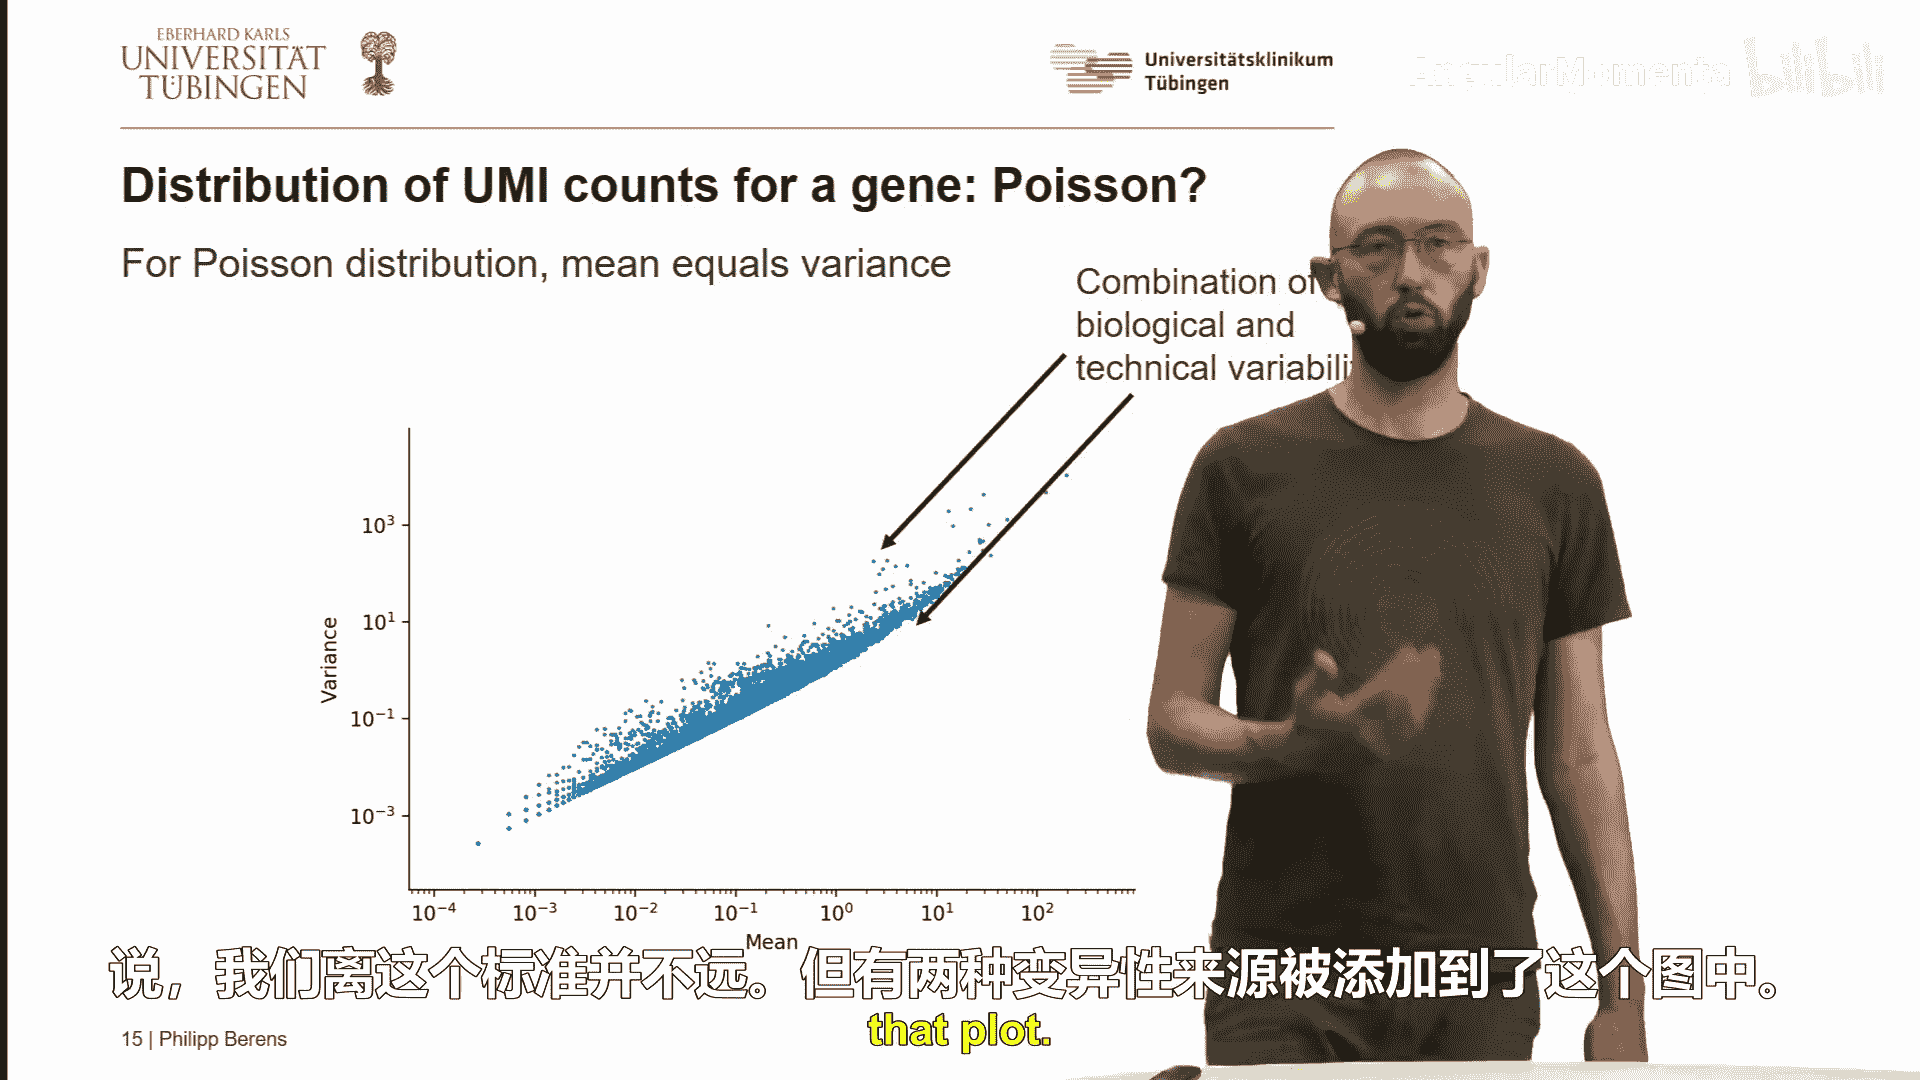 EBERHARD KARLS
UNIVERSITÄT
TÜBINGEN
Universitätsklinikum
Tübingen
AngularMomenta bilibili
Distribution of UMI counts for a gene: Poisson?
For Poisson distribution, mean equals variance
Combination of
biological and
technical variabili
10³
10¹
10⁻¹
10⁻³
Variance
10⁻⁴ 10⁻³ 10⁻² 10⁻¹ 10⁰ 10¹ 10²
Mean
说，我们离这个标准并不远。但有两种变异性来源被添加到了这个图中。
that plot.
15 | Philipp Berens